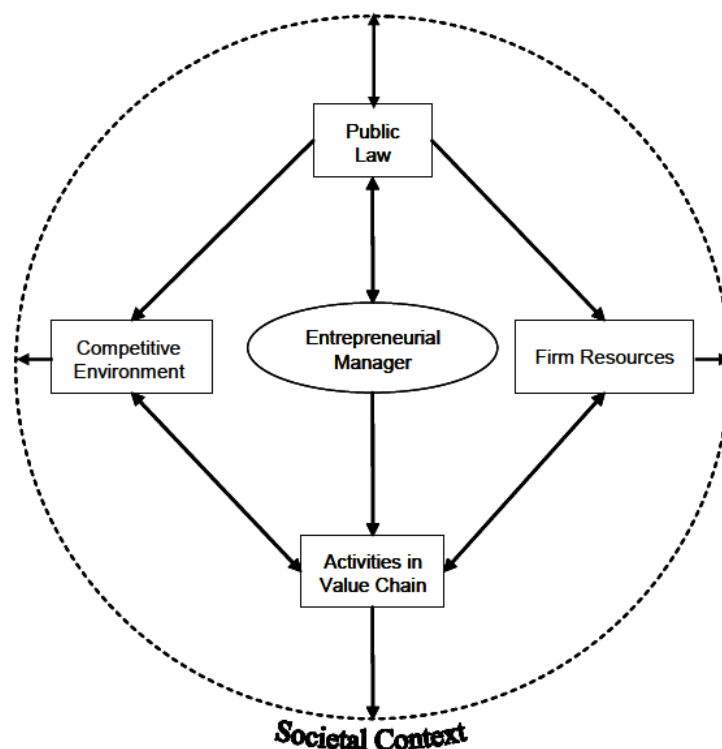 Public
Law
Competitive
Environment
Entrepreneurial
Manager
Firm Resources
Activities in
Value Chain
Societal Context